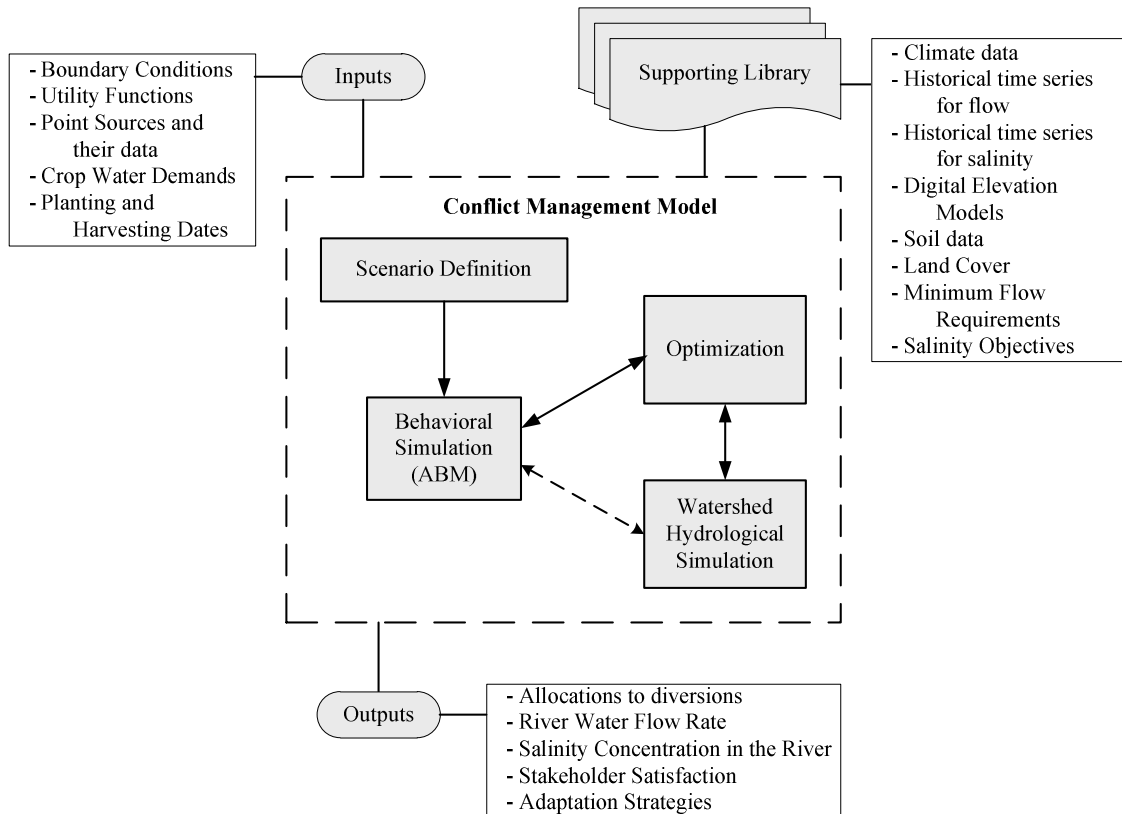 - Boundary Conditions
- Utility Functions
- Point Sources and
their data
- Crop Water Demands
- Planting and
Harvesting Dates
Inputs
Supporting Library
- Climate data
- Historical time series
for flow
- Historical time series
for salinity
- Digital Elevation
Models
- Soil data
- Land Cover
- Minimum Flow
Requirements
- Salinity Objectives
Conflict Management Model
Scenario Definition
Optimization
Behavioral
Simulation
(ABM)
Watershed
Hydrological
Simulation
Outputs
- Allocations to diversions
- River Water Flow Rate
- Salinity Concentration in the River
- Stakeholder Satisfaction
- Adaptation Strategies